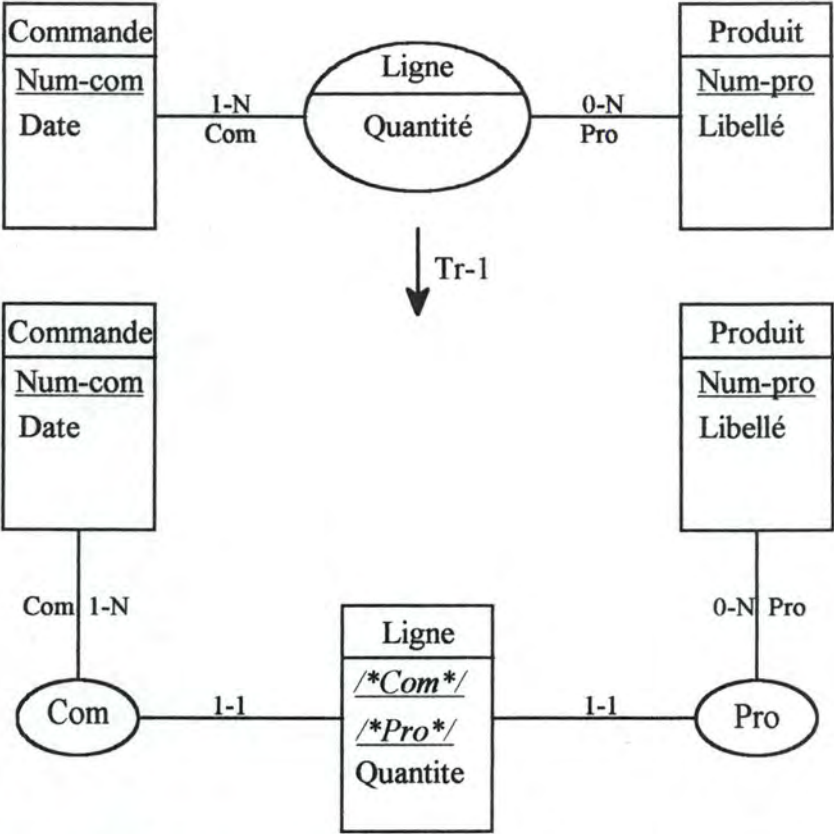 Commande
Num-com
Date
1-N
Com
Ligne
Quantité
0-N
Pro
Produit
Num-pro
Libellé
Tr-1
Commande
Num-com
Date
Produit
Num-pro
Libellé
Com 1-N
0-N Pro
Ligne
/*Com*/
/*Pro*/
Quantite
Com
1-1
1-1
Pro